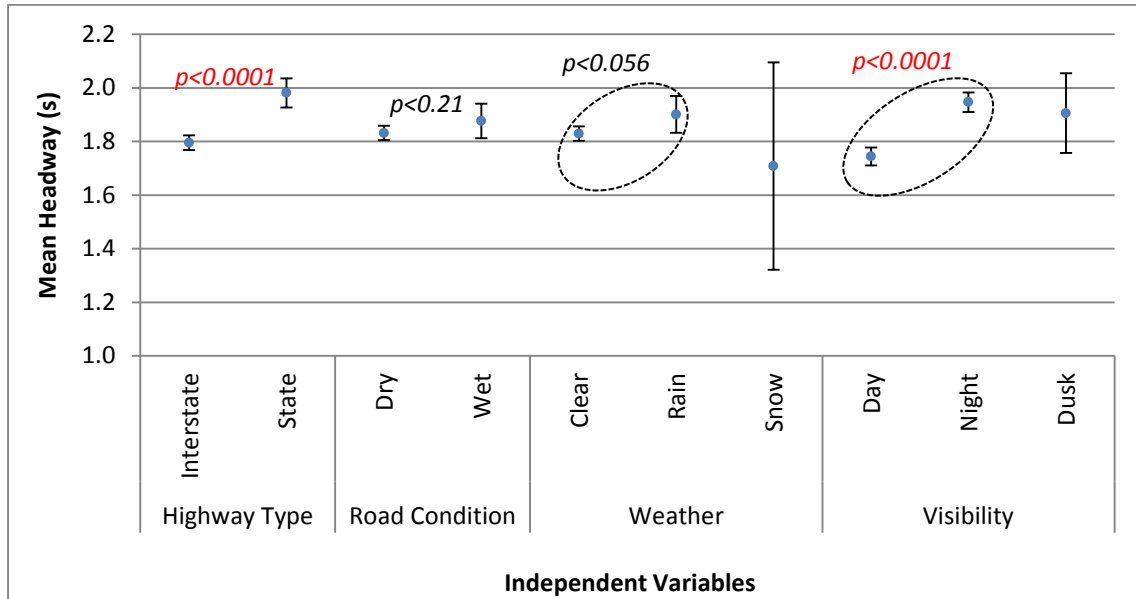 2.2
2.0
1.8
1.6
1.4
1.2
1.0
Mean Headway (s)
p<0.0001
p<0.21
p<0.056
p<0.0001
Interstate
State
Dry
Wet
Clear
Rain
Snow
Day
Night
Dusk
Highway Type
Road Condition
Weather
Visibility
Independent Variables